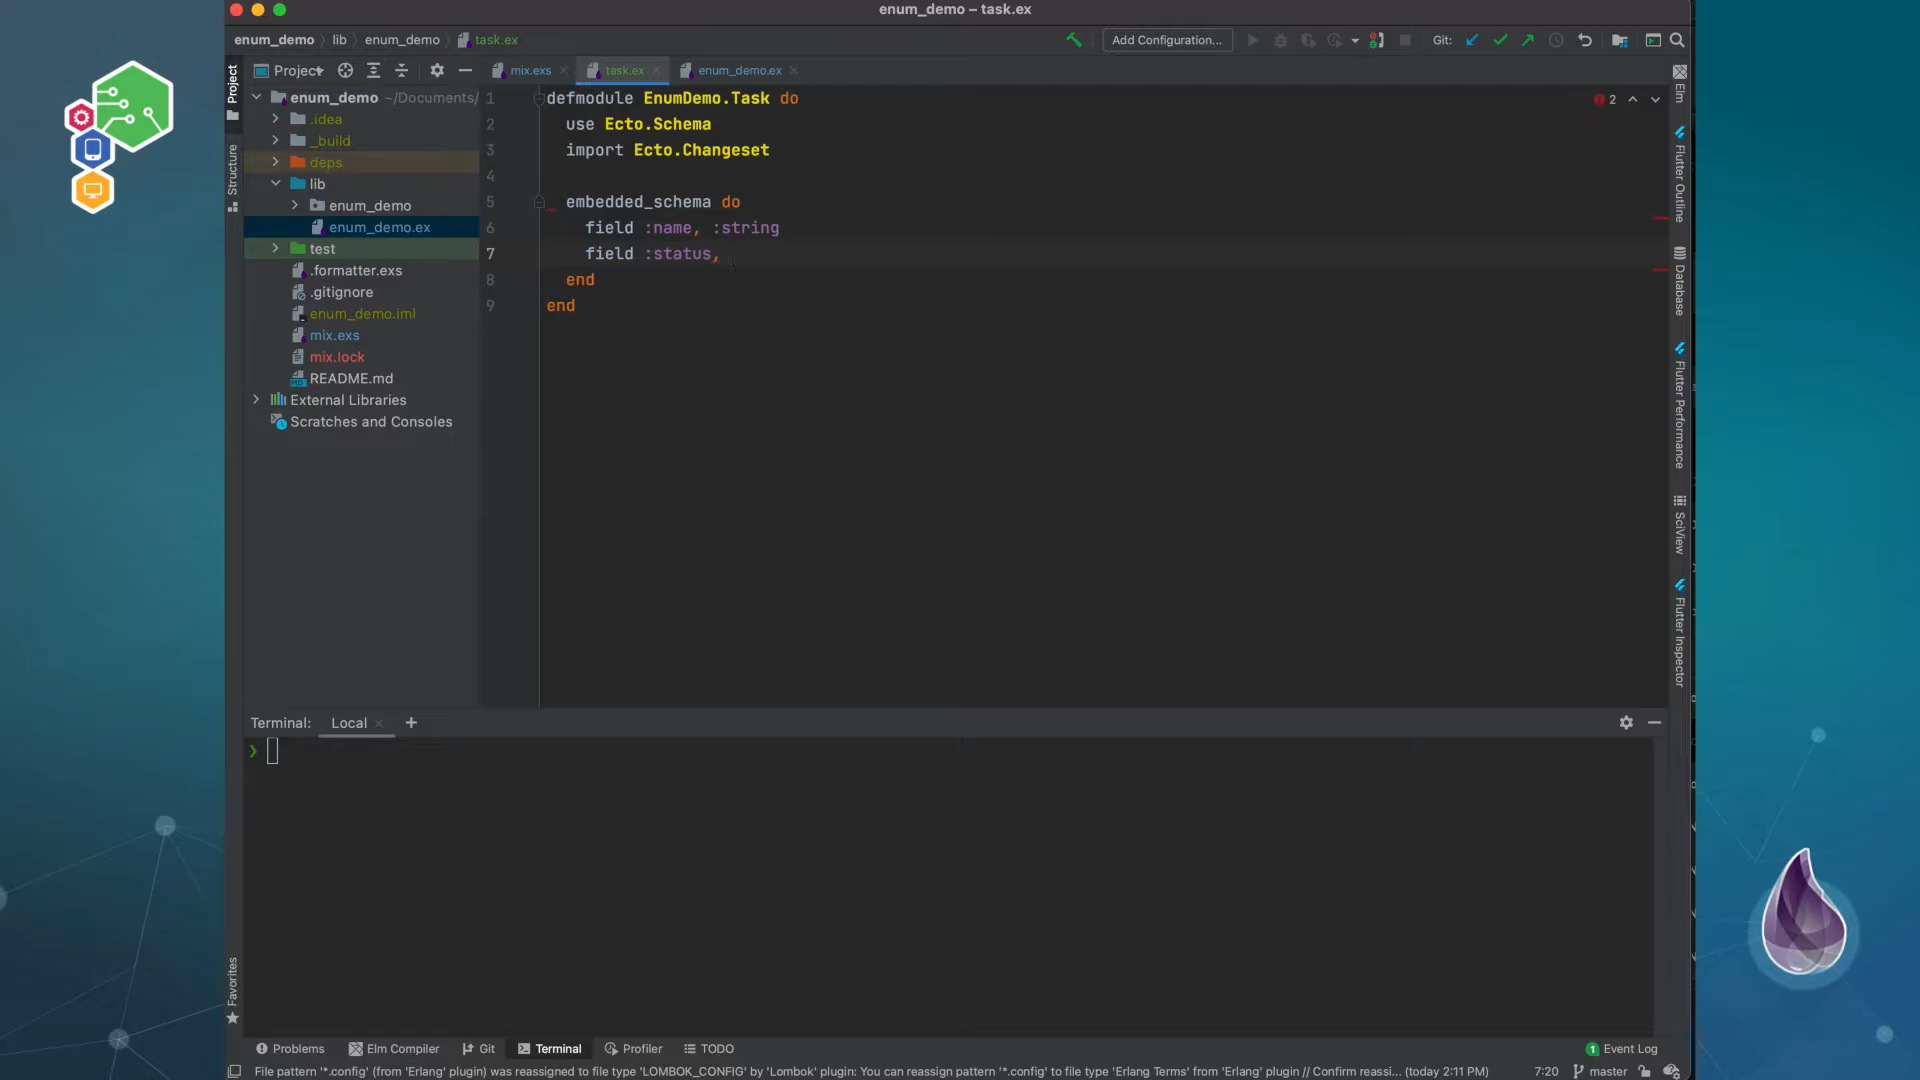 enum_demo – task.ex
enum_demo lib enum_demo task.ex
Add Configuration...
Git:
Project
mix.exs
task.ex
enum_demo.ex
enum_demo ~/Documents/
.idea
_build
deps
lib
enum_demo
enum_demo.ex
test
.formatter.exs
.gitignore
enum_demo.iml
mix.exs
mix.lock
README.md
External Libraries
Scratches and Consoles
1 defmodule EnumDemo.Task do
2 use Ecto.Schema
3 import Ecto.Changeset
4
5 embedded_schema do
6 field :name, :string
7 field :status,
8 end
9 end
2
Project
Structure
Favorites
Elm
Flutter Outline
Database
Flutter Performance
SciView
Flutter Inspector
Terminal: Local
Problems
Elm Compiler
Git
Terminal
Profiler
TODO
1 Event Log
File pattern '*.config' (from 'Erlang' plugin) was reassigned to file type 'LOMBOK_CONFIG' by 'Lombok' plugin: You can reassign pattern '*.config' to file type 'Erlang Terms' from 'Erlang' plugin // Confirm reassi... (today 2:11 PM)
7:20
master